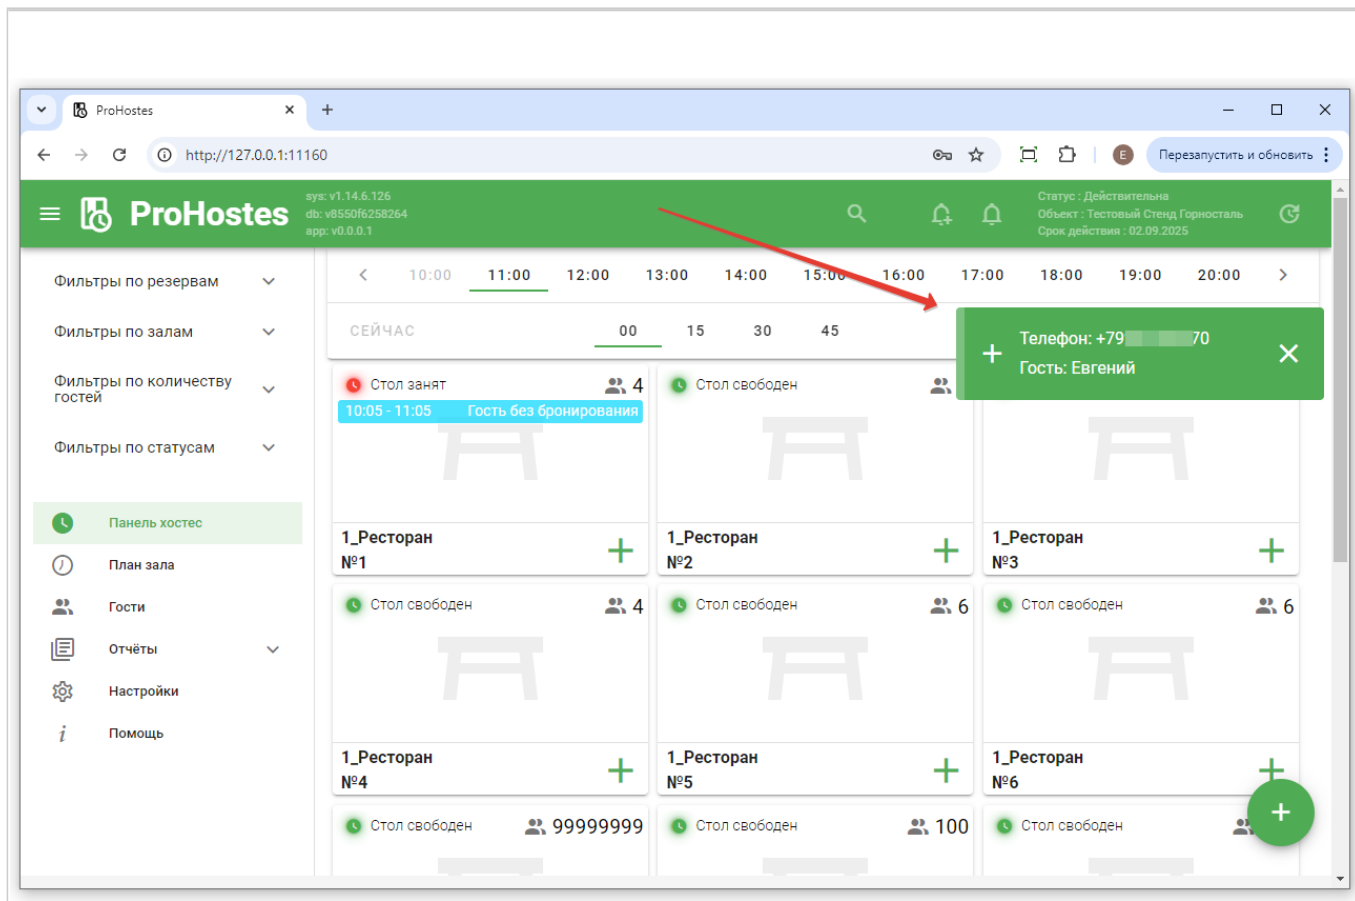 ProHostes
http://127.0.0.1:11160
E
Перезапустить и обновить
ProHostes
sys: v1.14.6.126
db: v8550f6258264
app: v0.0.0.1
Статус : Действительна
Объект : Тестовый Стенд Горносталь
Срок действия : 02.09.2025
Фильтры по резервам
Фильтры по залам
Фильтры по количеству
гостей
Фильтры по статусам
Панель хостес
План зала
Гости
Отчёты
Настройки
Помощь
10:00 11:00 12:00 13:00 14:00 15:00 16:00 17:00 18:00 19:00 20:00
СЕЙЧАС 00 15 30 45
Телефон: +79 70
Гость: Евгений
Стол занят 4
10:05 - 11:05 Гость без бронирования
1_Ресторан
№1
Стол свободен
1_Ресторан
№2
1_Ресторан
№3
Стол свободен 4
1_Ресторан
№4
Стол свободен 6
1_Ресторан
№5
Стол свободен 6
1_Ресторан
№6
Стол свободен 99999999
Стол свободен 100
Стол свободен